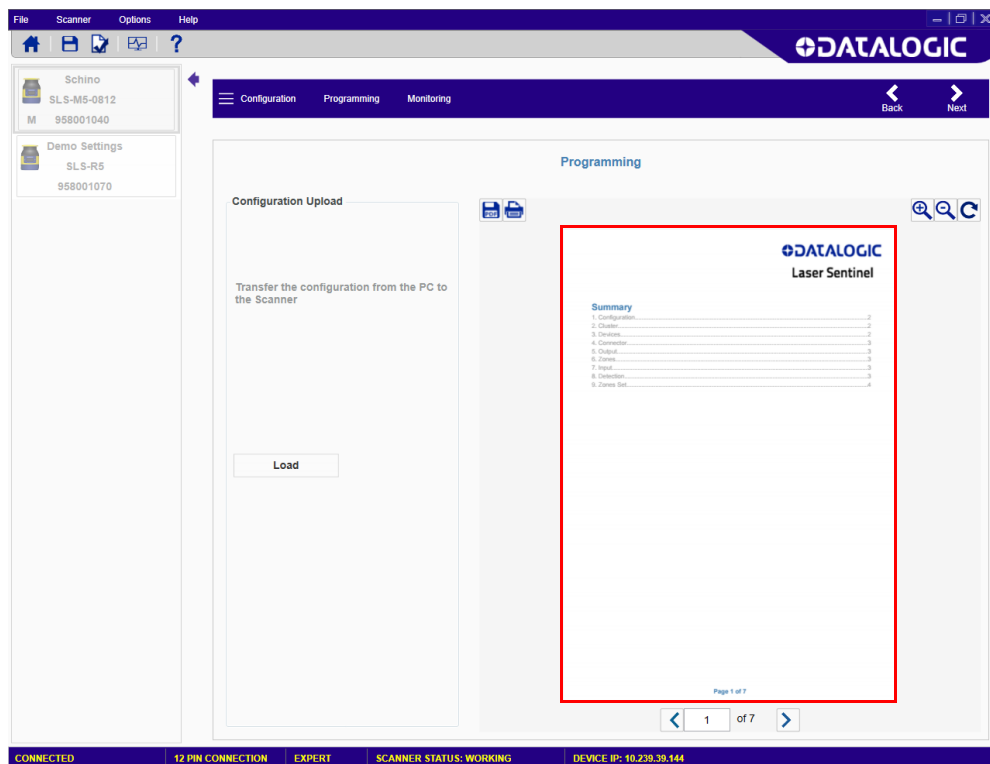 File Scanner Options Help
DATALOGIC
Schino
SLS-M5-0812
M 958001040
Demo Settings
SLS-R5
958001070
Configuration Programming Monitoring
Back Next
Programming
Configuration Upload
Transfer the configuration from the PC to
the Scanner
Load
PDF
DATALOGIC
Laser Sentinel
Summary
1. Configuration 2
2. Cluster 2
3. Devices 2
4. Connector 3
5. Output 3
6. Zones 3
7. Input 3
8. Detection 3
9. Zones Set 4
Page 1 of 7
1 of 7
CONNECTED 12 PIN CONNECTION EXPERT SCANNER STATUS: WORKING DEVICE IP: 10.239.39.144